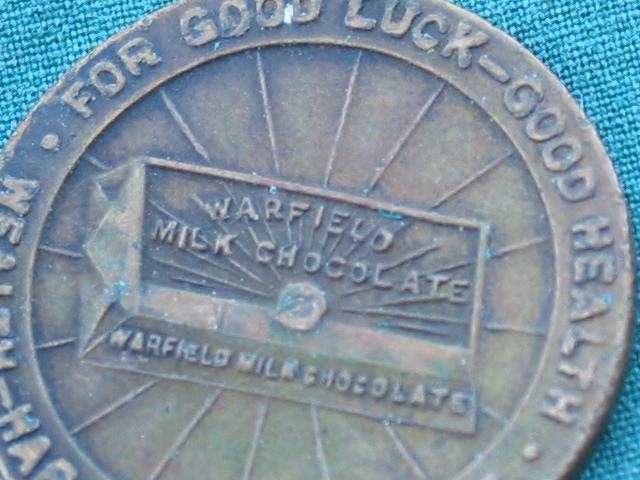 FOR GOOD LUCK-GOOD HEALTH
WARFIELD
MILK CHOCOLATE
WARFIELD MILK CHOCOLATE